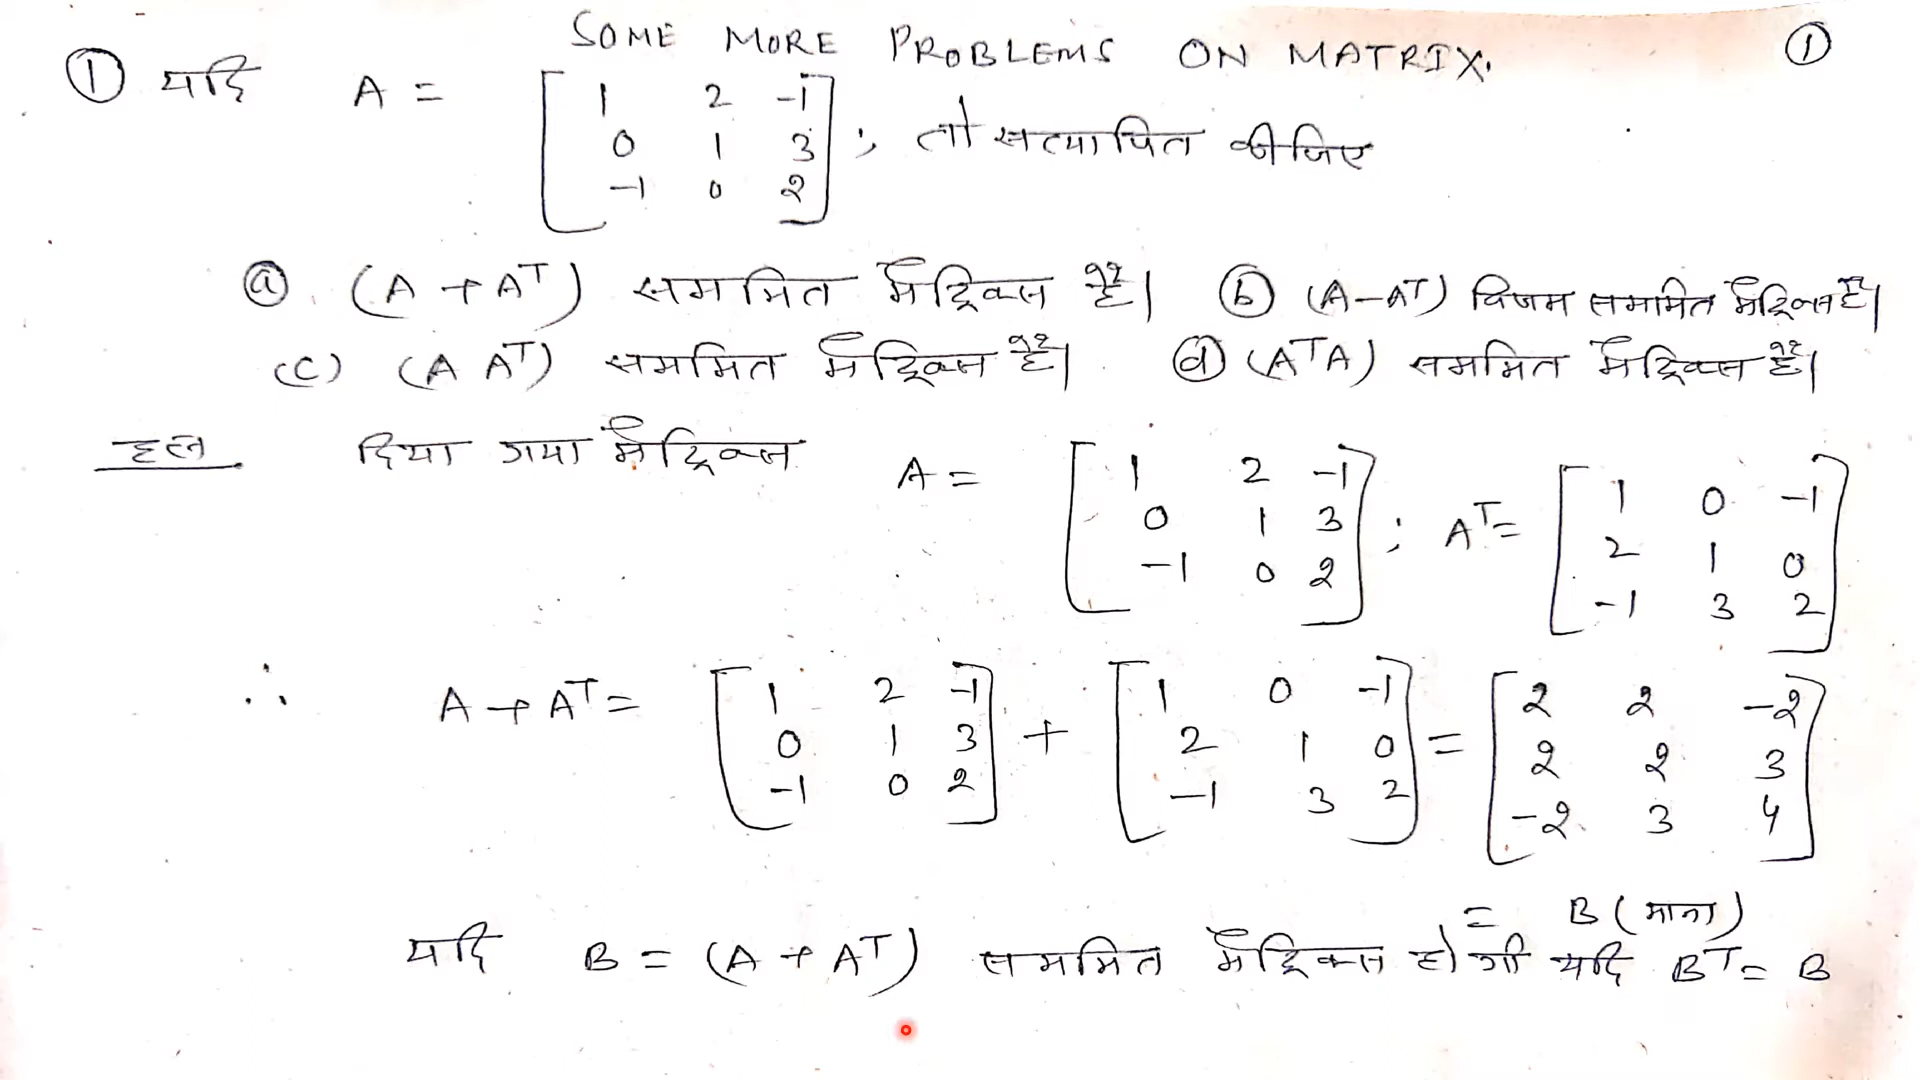 SOME MORE PROBLEMS ON MATRIX. ①
① यदि A = [ 1 2 -1
0 1 3
-1 0 2 ] ; तो सत्यापित कीजिए
ⓐ (A + Aᵀ) सममित मैट्रिक्स है। ⓑ (A-Aᵀ) विषम सममित मैट्रिक्स है।
(C) (A Aᵀ) सममित मैट्रिक्स है। ⓓ (AᵀA) सममित मैट्रिक्स है।
हल दिया गया मैट्रिक्स A = [ 1 2 -1 ; Aᵀ = [ 1 0 -1
0 1 3 2 1 0
-1 0 2 ] -1 3 2 ]
∴ A + Aᵀ = [ 1 2 -1 + [ 1 0 -1 = [ 2 2 -2
0 1 3 2 1 0 2 2 3
-1 0 2 ] -1 3 2 ] -2 3 4 ]
= B (माना)
यदि B = (A + Aᵀ) सममित मैट्रिक्स होगी यदि Bᵀ = B